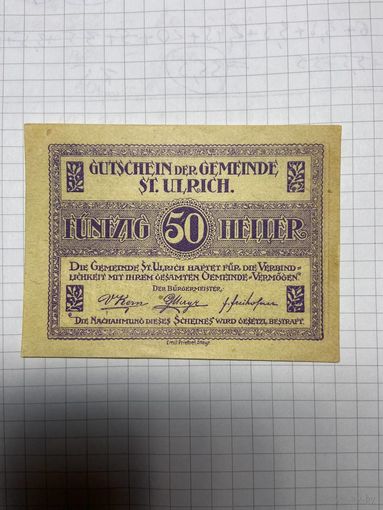 GUTSCHEIN DER GEMEINDE
ST. ULRICH.
FÜNFZIG 50 HELLER
DIE GEMEINDE ST. ULRICH HAFTET FÜR DIE VERBIND-
LICHKEIT MIT IHREM GESAMTEN GEMEINDE-VERMÖGEN.
DER BÜRGERMEISTER,
DIE NACHAHMUNG DIESES SCHEINES WIRD GESETZL. BESTRAFT.